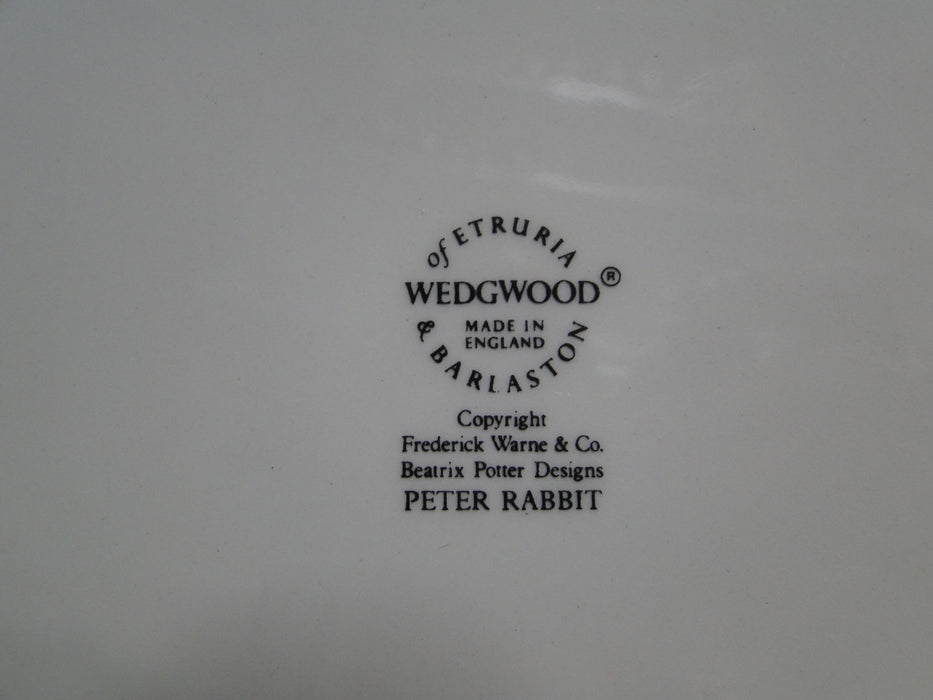 of ETRURIA
WEDGWOOD®
MADE IN
ENGLAND
& BARLASTON
Copyright
Frederick Warne & Co.
Beatrix Potter Designs
PETER RABBIT